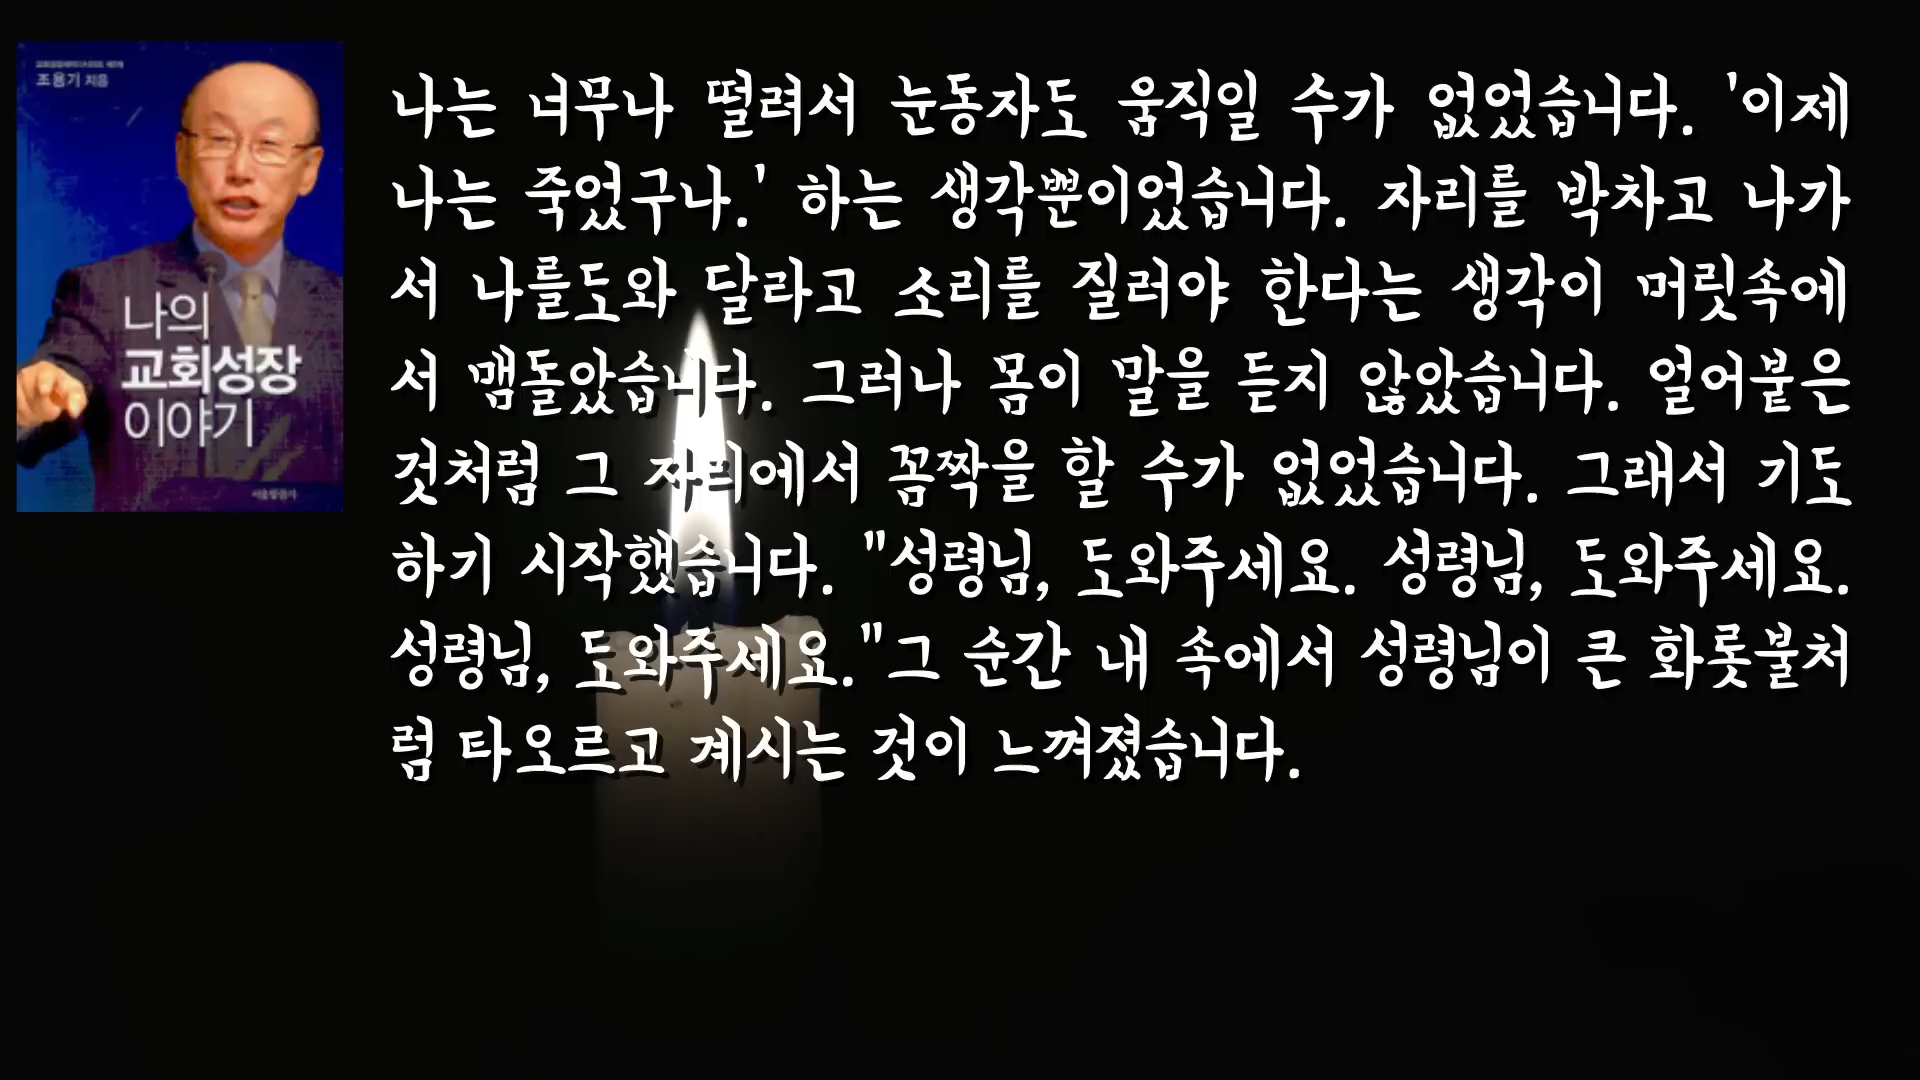 조용기 지음
나의
교회성장
이야기
나는 너무나 떨려서 눈동자도 움직일 수가 없었습니다. '이제
나는 죽었구나.' 하는 생각뿐이었습니다. 자리를 박차고 나가
서 나를도와 달라고 소리를 질러야 한다는 생각이 머릿속에
서 맴돌았습니다. 그러나 몸이 말을 듣지 않았습니다. 얼어붙은
것처럼 그 자리에서 꼼짝을 할 수가 없었습니다. 그래서 기도
하기 시작했습니다. "성령님, 도와주세요. 성령님, 도와주세요.
성령님, 도와주세요."그 순간 내 속에서 성령님이 큰 화롯불처
럼 타오르고 계시는 것이 느껴졌습니다.